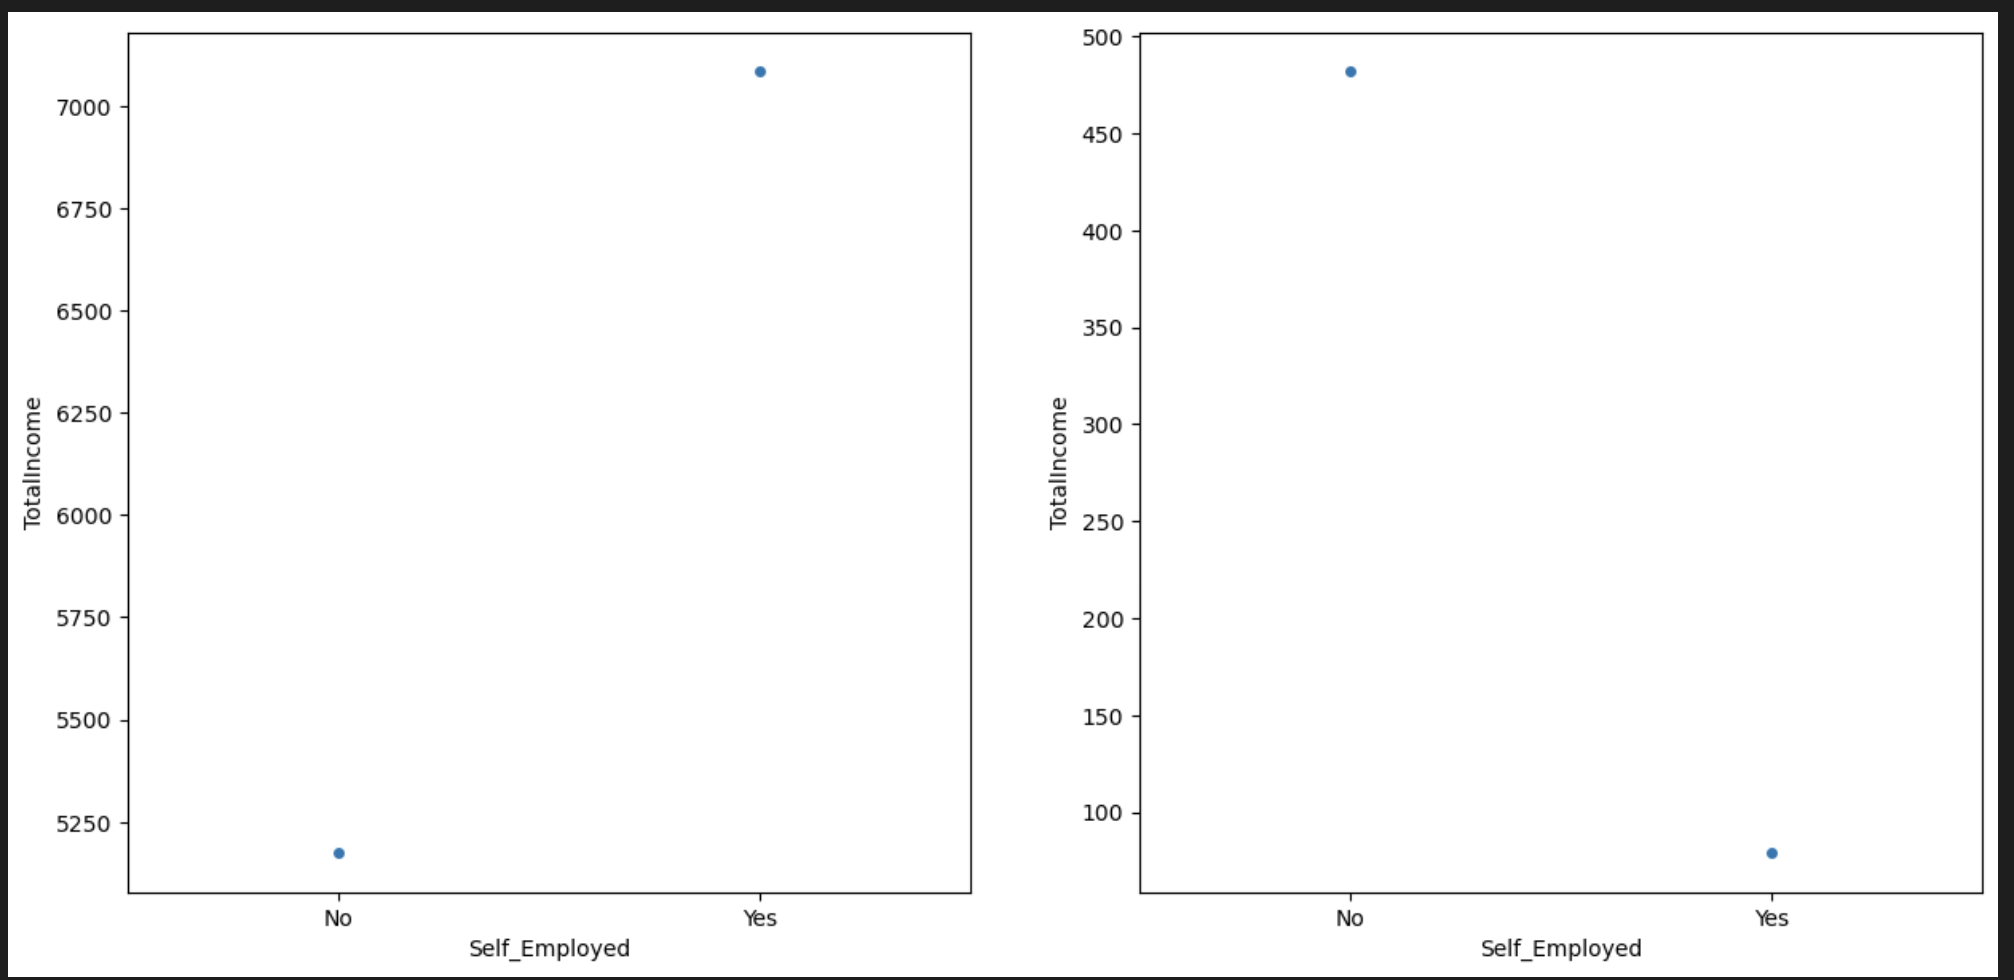 7000
6750
6500
6250
6000
5750
5500
5250
TotalIncome
No
Yes
Self_Employed
500
450
400
350
300
250
200
150
100
TotalIncome
No
Yes
Self_Employed